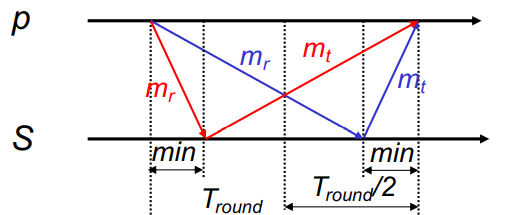 p
m_r m_t
m_r m_t
S
min min
T_round T_round/2